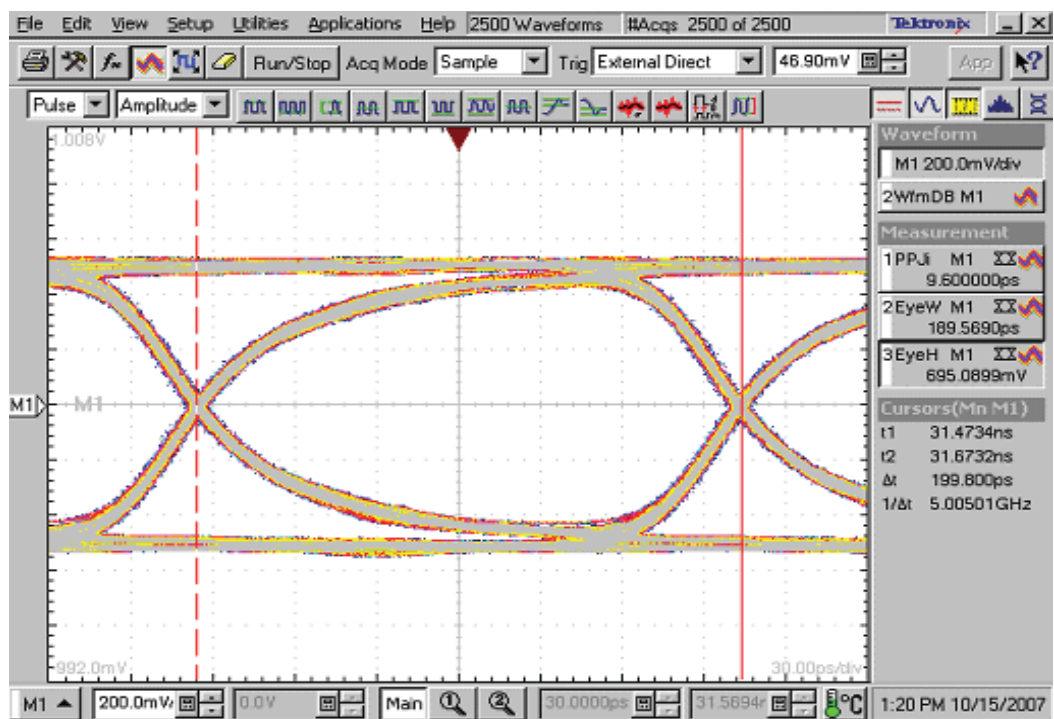 File Edit View Setup Utilities Applications Help 2500 Waveforms #Acqs 2500 of 2500 Tektronix
Run/Stop Acq Mode Sample Trig External Direct 46.90mV App
Pulse Amplitude
1.008V
Waveform
M1 200.0mV/div
2WfmDB M1
Measurement
1PPJi M1
9.600000ps
2EyeW M1
189.5690ps
3EyeH M1
695.0899mV
M1 M1
Cursors(Mn M1)
t1 31.4734ns
t2 31.6732ns
Δt 199.800ps
1/Δt 5.00501GHz
-992.0mV 30.00ps/div
M1 200.0mV 0.0V Main 1 2 30.0000ps 31.5694r °C 1:20 PM 10/15/2007